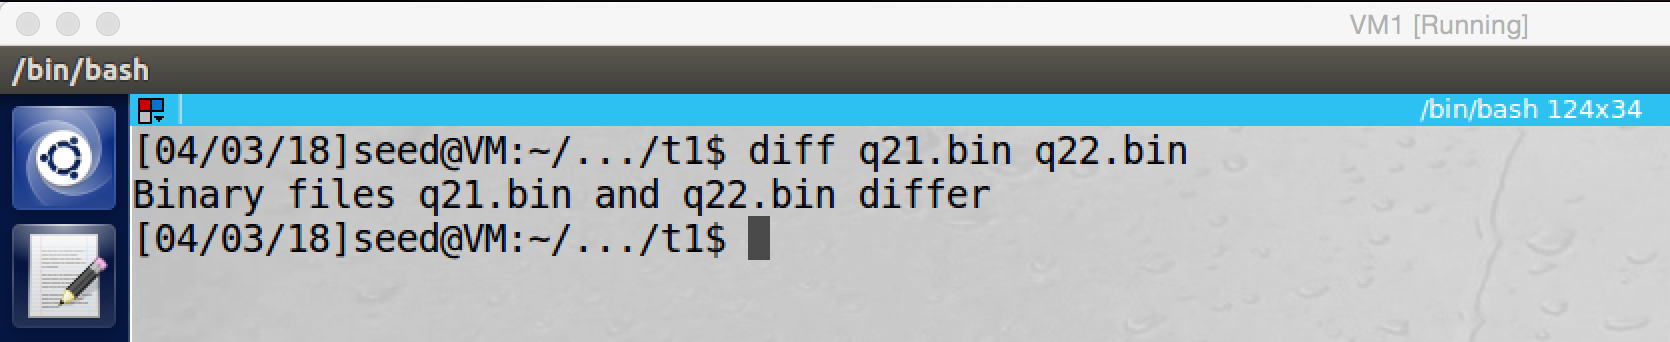 VM1 [Running]
/bin/bash
/bin/bash 124x34
[04/03/18]seed@VM:~/.../t1$ diff q21.bin q22.bin
Binary files q21.bin and q22.bin differ
[04/03/18]seed@VM:~/.../t1$